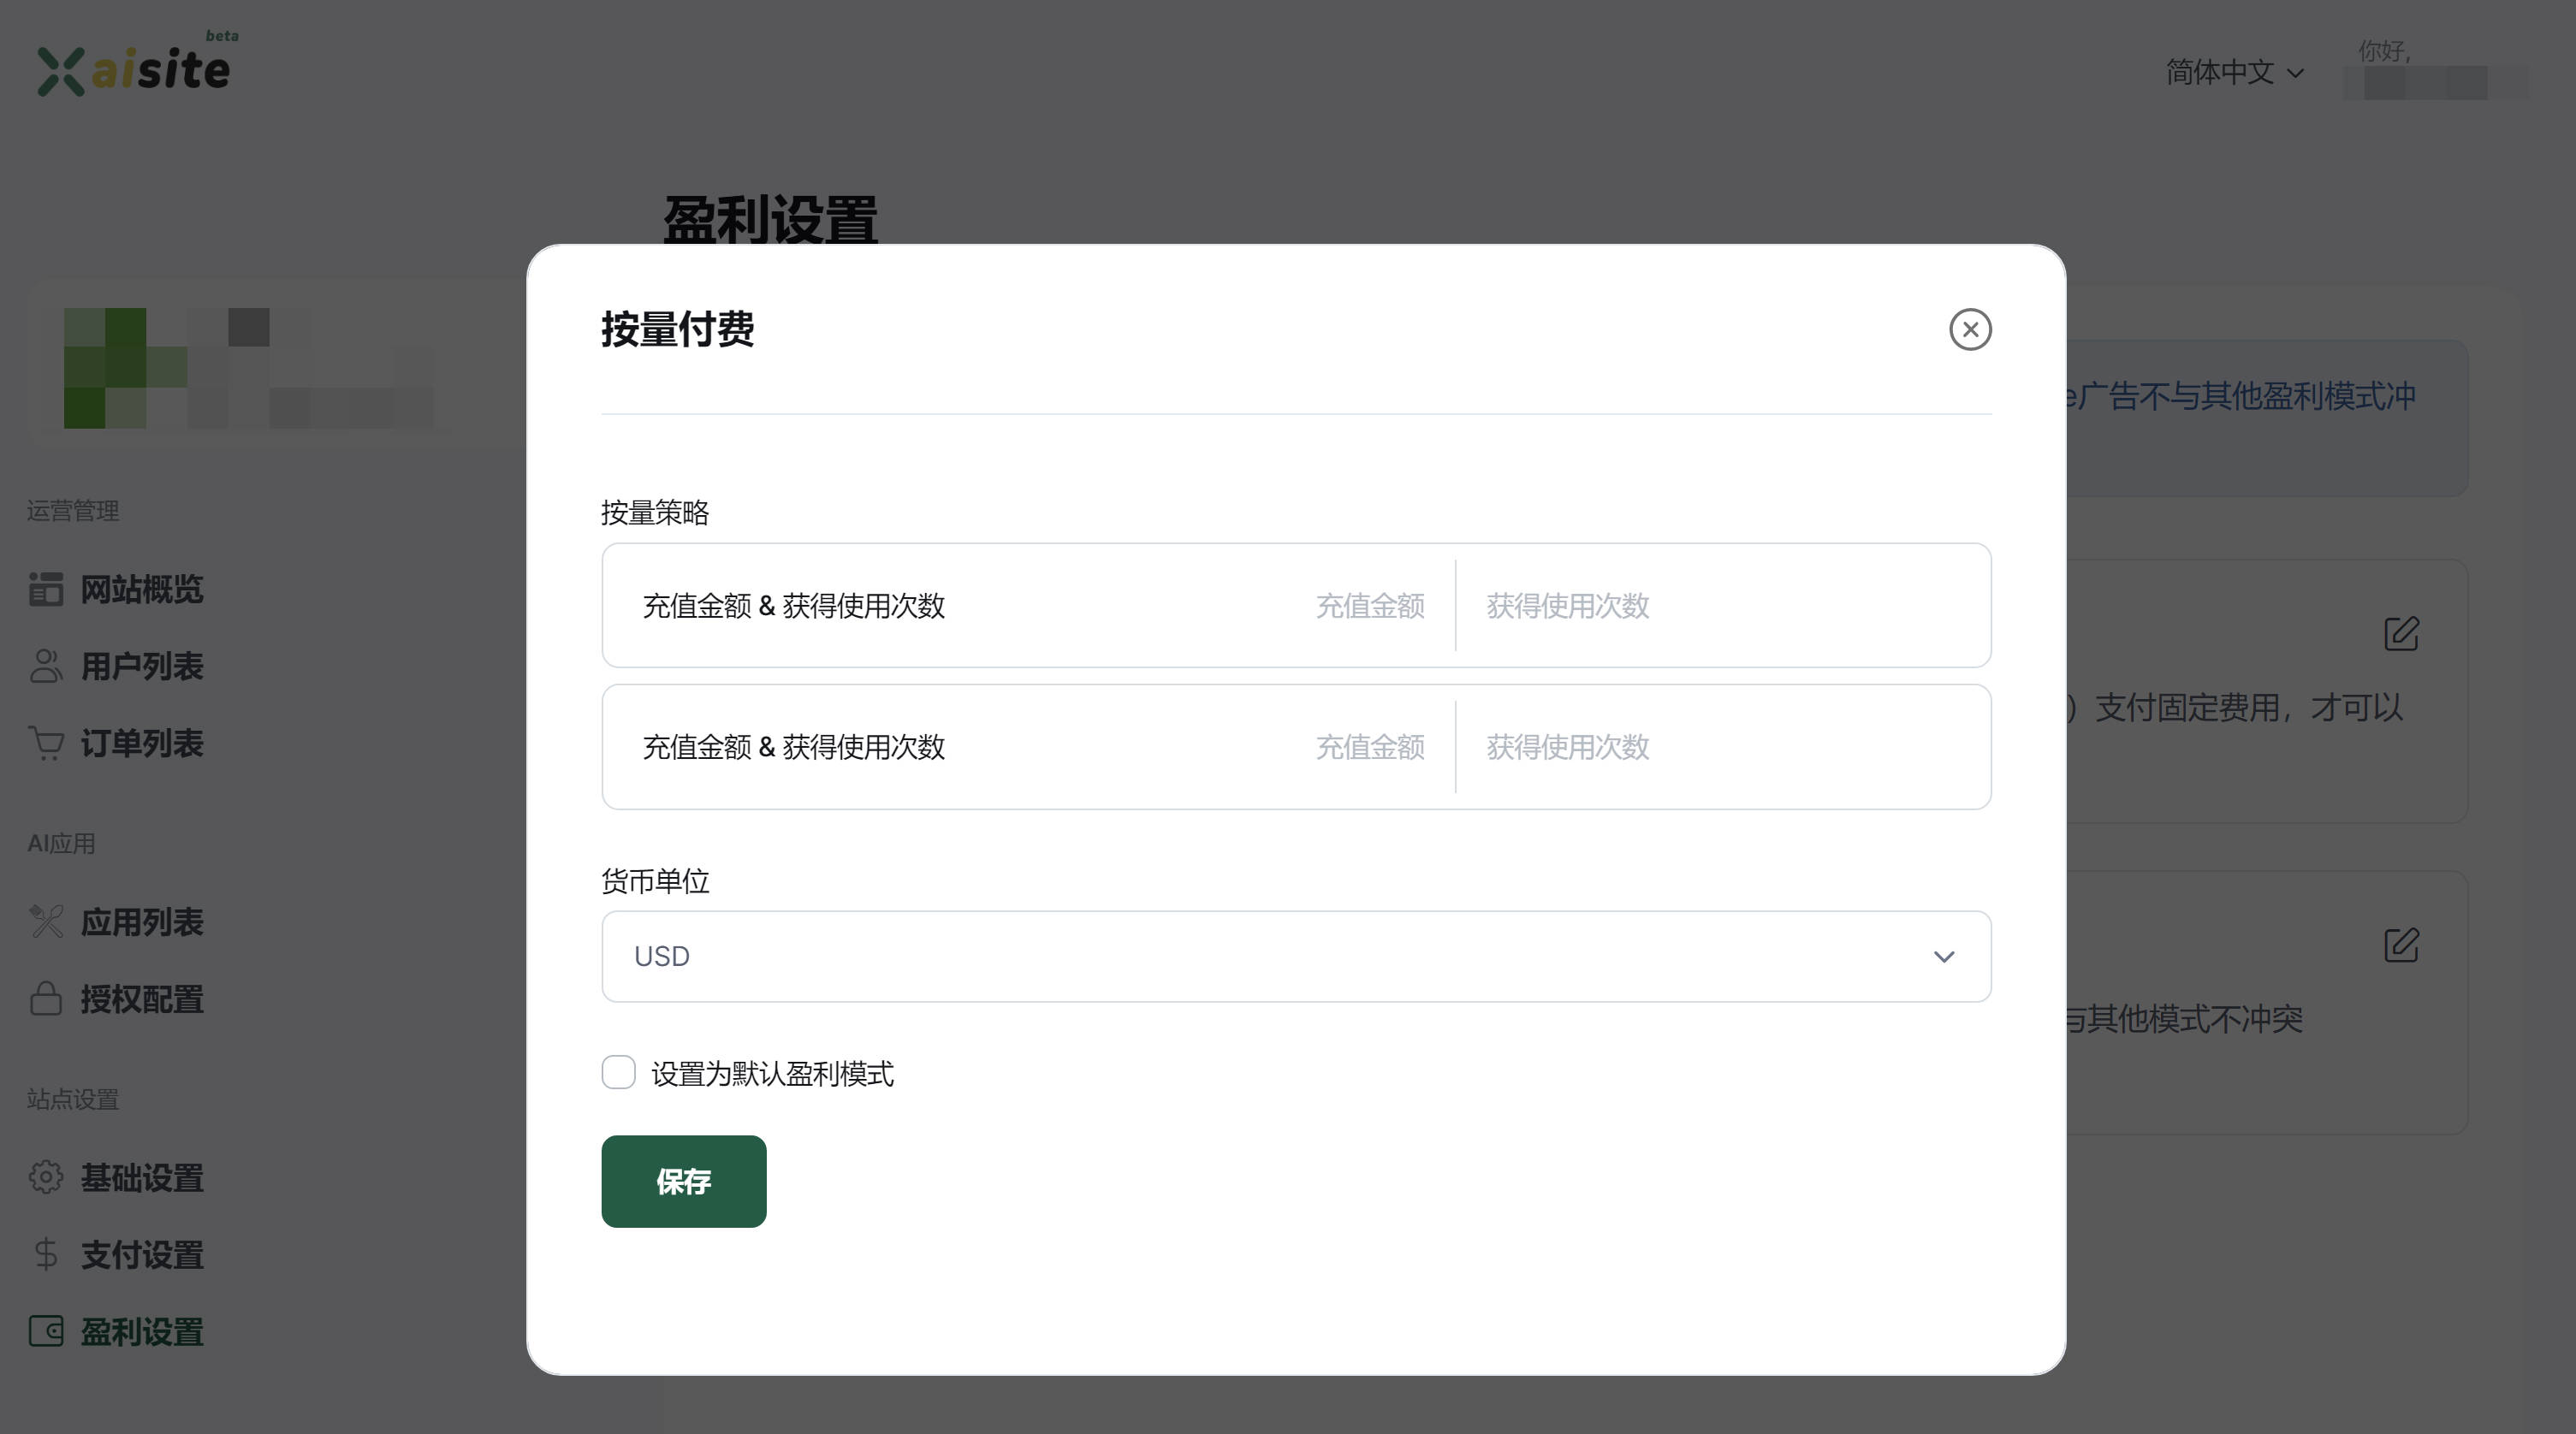 beta
aisite
简体中文
你好,
盈利设置
运营管理
网站概览
用户列表
订单列表
AI应用
应用列表
授权配置
站点设置
基础设置
支付设置
盈利设置
按量付费
按量策略
充值金额 & 获得使用次数 充值金额 获得使用次数
充值金额 & 获得使用次数 充值金额 获得使用次数
货币单位
USD
设置为默认盈利模式
保存
e广告不与其他盈利模式冲
）支付固定费用，才可以
与其他模式不冲突